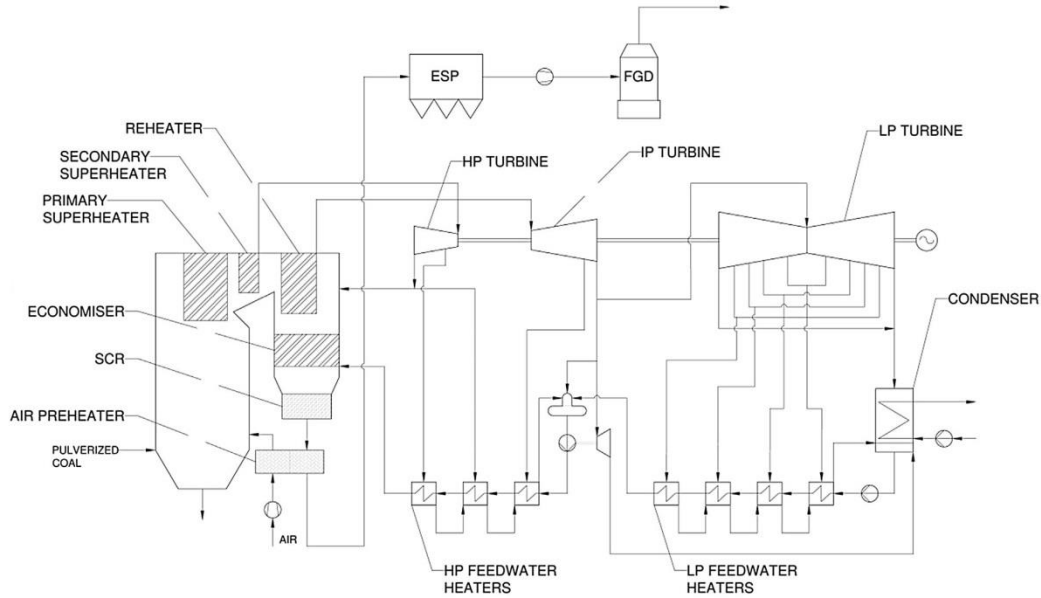 ESP
FGD
REHEATER
SECONDARY
SUPERHEATER
PRIMARY
SUPERHEATER
HP TURBINE
IP TURBINE
LP TURBINE
ECONOMISER
SCR
AIR PREHEATER
PULVERIZED
COAL
AIR
CONDENSER
HP FEEDWATER
HEATERS
LP FEEDWATER
HEATERS